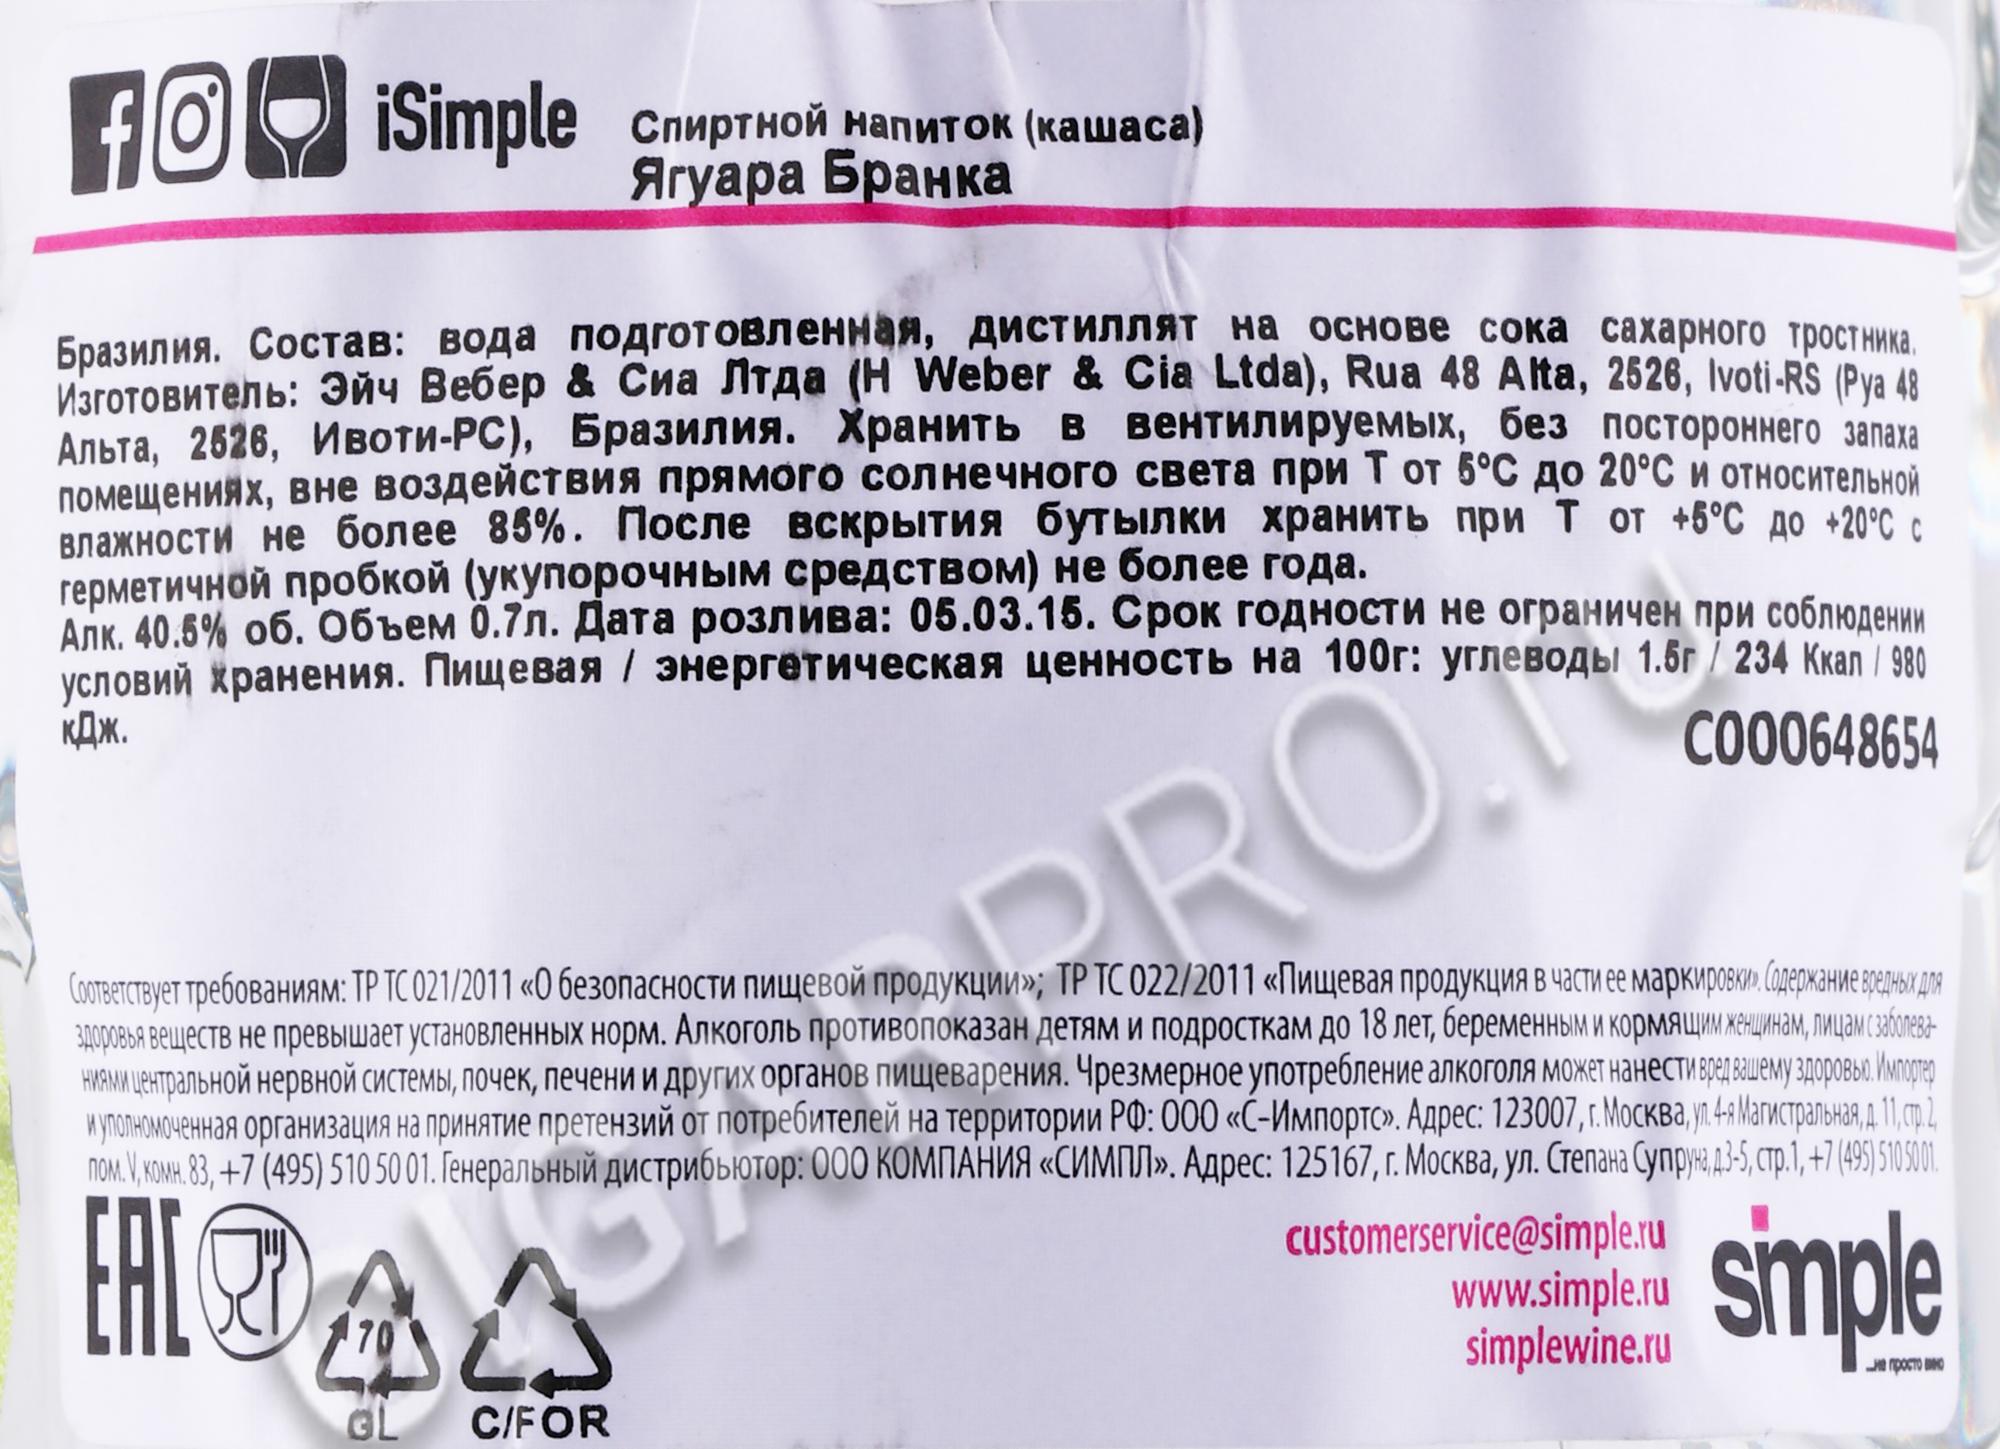 iSimple
Спиртной напиток (кашаса)
Ягуара Бранка
Бразилия. Состав: вода подготовленная, дистиллят на основе сока сахарного тростника.
Изготовитель: Эйч Вебер & Сиа Лтда (H Weber & Cia Ltda), Rua 48 Alta, 2526, Ivoti-RS (Руа 48
Альта, 2526, Ивоти-РС), Бразилия. Хранить в вентилируемых, без постороннего запаха
помещениях, вне воздействия прямого солнечного света при Т от 5°С до 20°С и относительной
влажности не более 85%. После вскрытия бутылки хранить при Т от +5°С до +20°С с
герметичной пробкой (укупорочным средством) не более года.
Алк. 40.5% об. Объем 0.7л. Дата розлива: 05.03.15. Срок годности не ограничен при соблюдении
условий хранения. Пищевая / энергетическая ценность на 100г: углеводы 1.5г / 234 Ккал / 980
кДж.
C000648654
Соответствует требованиям: ТР ТС 021/2011 «О безопасности пищевой продукции»; ТР ТС 022/2011 «Пищевая продукция в части ее маркировки». Содержание вредных для
здоровья веществ не превышает установленных норм. Алкоголь противопоказан детям и подросткам до 18 лет, беременным и кормящим женщинам, лицам с заболева-
ниями центральной нервной системы, почек, печени и других органов пищеварения. Чрезмерное употребление алкоголя может нанести вред вашему здоровью. Импортер
и уполномоченная организация на принятие претензий от потребителей на территории РФ: ООО «С-Импортс». Адрес: 123007, г. Москва, ул. 4-я Магистральная, д. 11, стр. 2,
пом. V, комн. 83, +7 (495) 510 50 01. Генеральный дистрибьютор: ООО КОМПАНИЯ «СИМПЛ». Адрес: 125167, г. Москва, ул. Степана Супруна, д.3-5, стр.1, +7 (495) 510 50 01.
EAC
70
GL
C/FOR
customerservice@simple.ru
www.simple.ru
simplewine.ru
simple
...не просто вино
CIGARPRO.ru